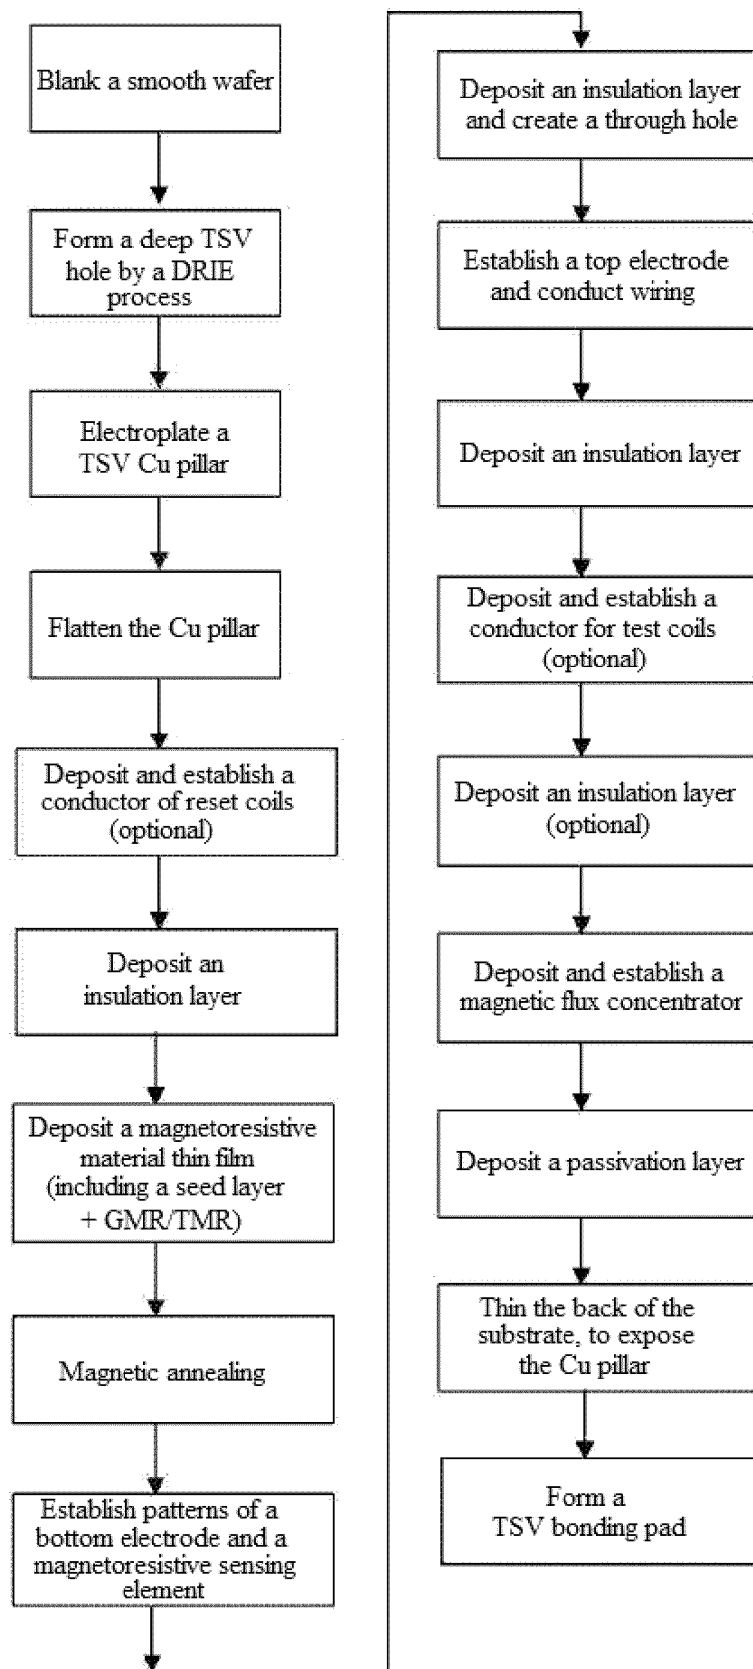 Blank a smooth wafer
Form a deep TSV
hole by a DRIE
process
Electroplate a
TSV Cu pillar
Flatten the Cu pillar
Deposit and establish a
conductor of reset coils
(optional)
Deposit an
insulation layer
Deposit a magnetoresistive
material thin film
(including a seed layer
+ GMR/TMR)
Magnetic annealing
Establish patterns of a
bottom electrode and a
magnetoresistive sensing
element
Deposit an insulation layer
and create a through hole
Establish a top electrode
and conduct wiring
Deposit an insulation layer
Deposit and establish a
conductor for test coils
(optional)
Deposit an insulation layer
(optional)
Deposit and establish a
magnetic flux concentrator
Deposit a passivation layer
Thin the back of the
substrate, to expose
the Cu pillar
Form a
TSV bonding pad